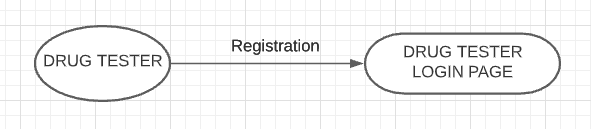 Registration
DRUG TESTER
DRUG TESTER
LOGIN PAGE